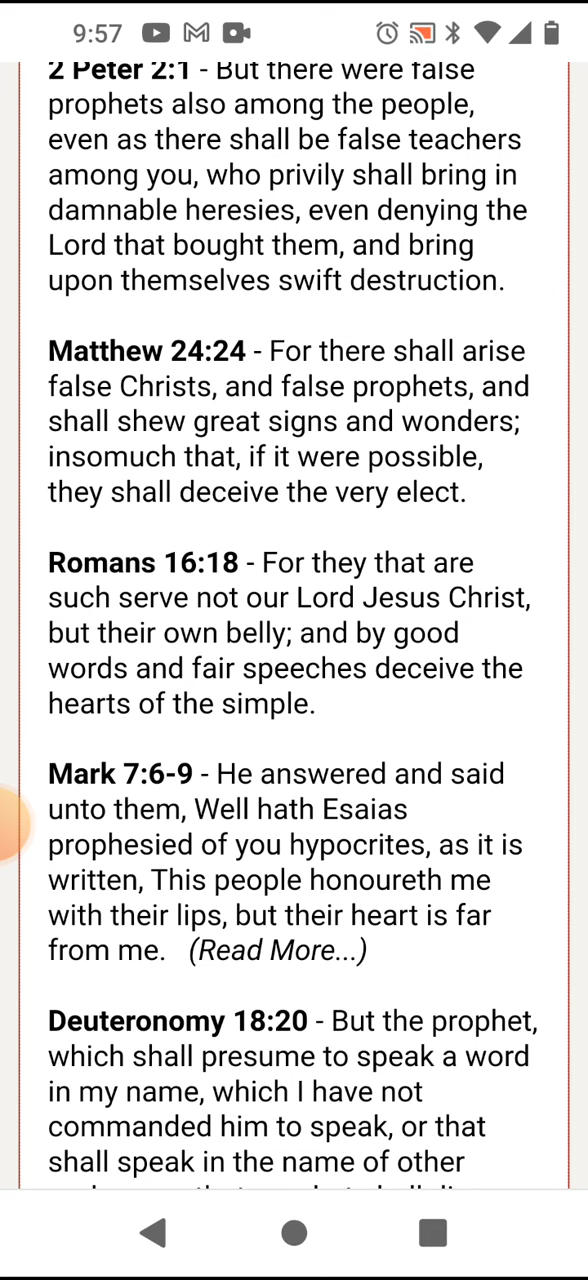 9:57
2 Peter 2:1 - But there were false
prophets also among the people,
even as there shall be false teachers
among you, who privily shall bring in
damnable heresies, even denying the
Lord that bought them, and bring
upon themselves swift destruction.
Matthew 24:24 - For there shall arise
false Christs, and false prophets, and
shall shew great signs and wonders;
insomuch that, if it were possible,
they shall deceive the very elect.
Romans 16:18 - For they that are
such serve not our Lord Jesus Christ,
but their own belly; and by good
words and fair speeches deceive the
hearts of the simple.
Mark 7:6-9 - He answered and said
unto them, Well hath Esaias
prophesied of you hypocrites, as it is
written, This people honoureth me
with their lips, but their heart is far
from me. (Read More...)
Deuteronomy 18:20 - But the prophet,
which shall presume to speak a word
in my name, which I have not
commanded him to speak, or that
shall speak in the name of other